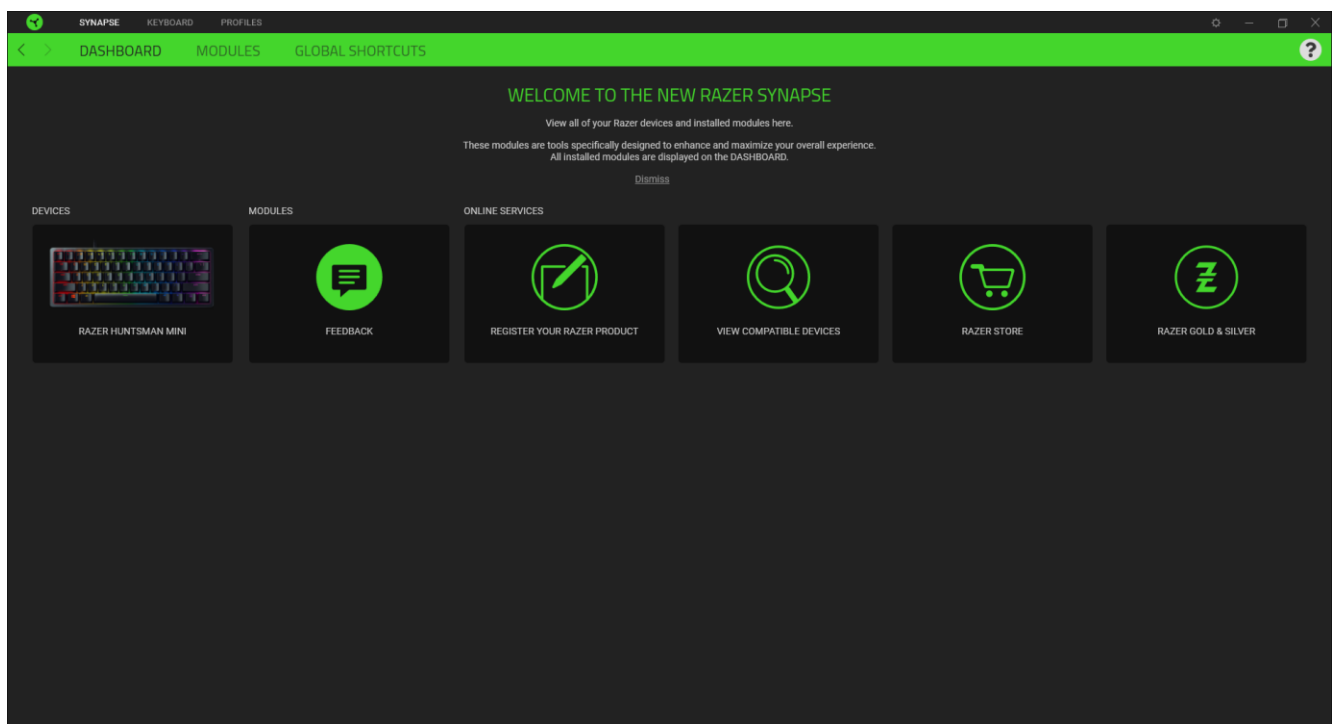 SYNAPSE KEYBOARD PROFILES
DASHBOARD MODULES GLOBAL SHORTCUTS ?
WELCOME TO THE NEW RAZER SYNAPSE
View all of your Razer devices and installed modules here.
These modules are tools specifically designed to enhance and maximize your overall experience.
All installed modules are displayed on the DASHBOARD.
Dismiss
DEVICES MODULES ONLINE SERVICES
RAZER HUNTSMAN MINI FEEDBACK REGISTER YOUR RAZER PRODUCT VIEW COMPATIBLE DEVICES RAZER STORE RAZER GOLD & SILVER